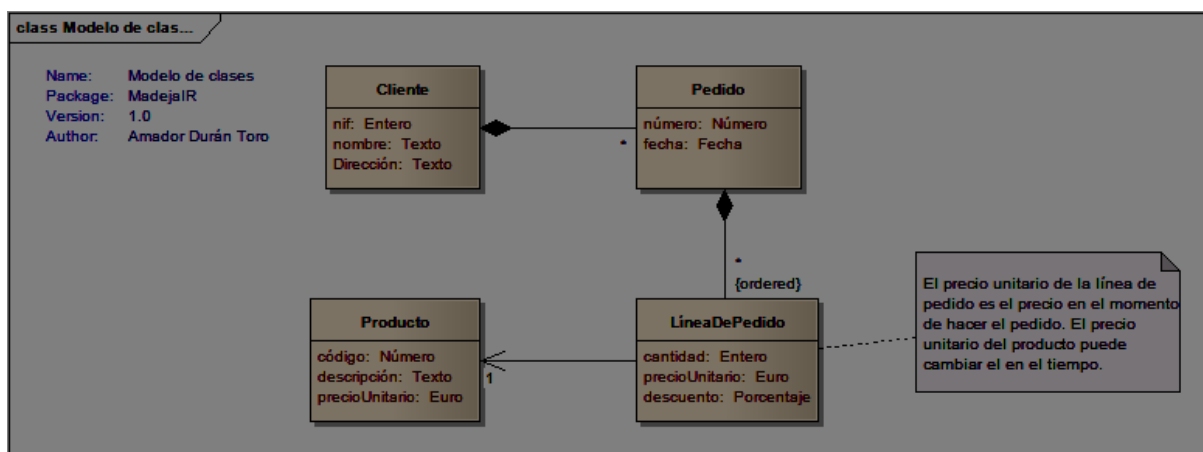 class Modelo de clas...
Name: Modelo de clases
Package: MadejaIR
Version: 1.0
Author: Amador Durán Toro
Cliente
nif: Entero
nombre: Texto
Dirección: Texto
*
Pedido
número: Número
fecha: Fecha
*
{ordered}
Producto
código: Número
descripción: Texto
precioUnitario: Euro
1
LíneaDePedido
cantidad: Entero
precioUnitario: Euro
descuento: Porcentaje
El precio unitario de la línea de
pedido es el precio en el momento
de hacer el pedido. El precio
unitario del producto puede
cambiar el en el tiempo.